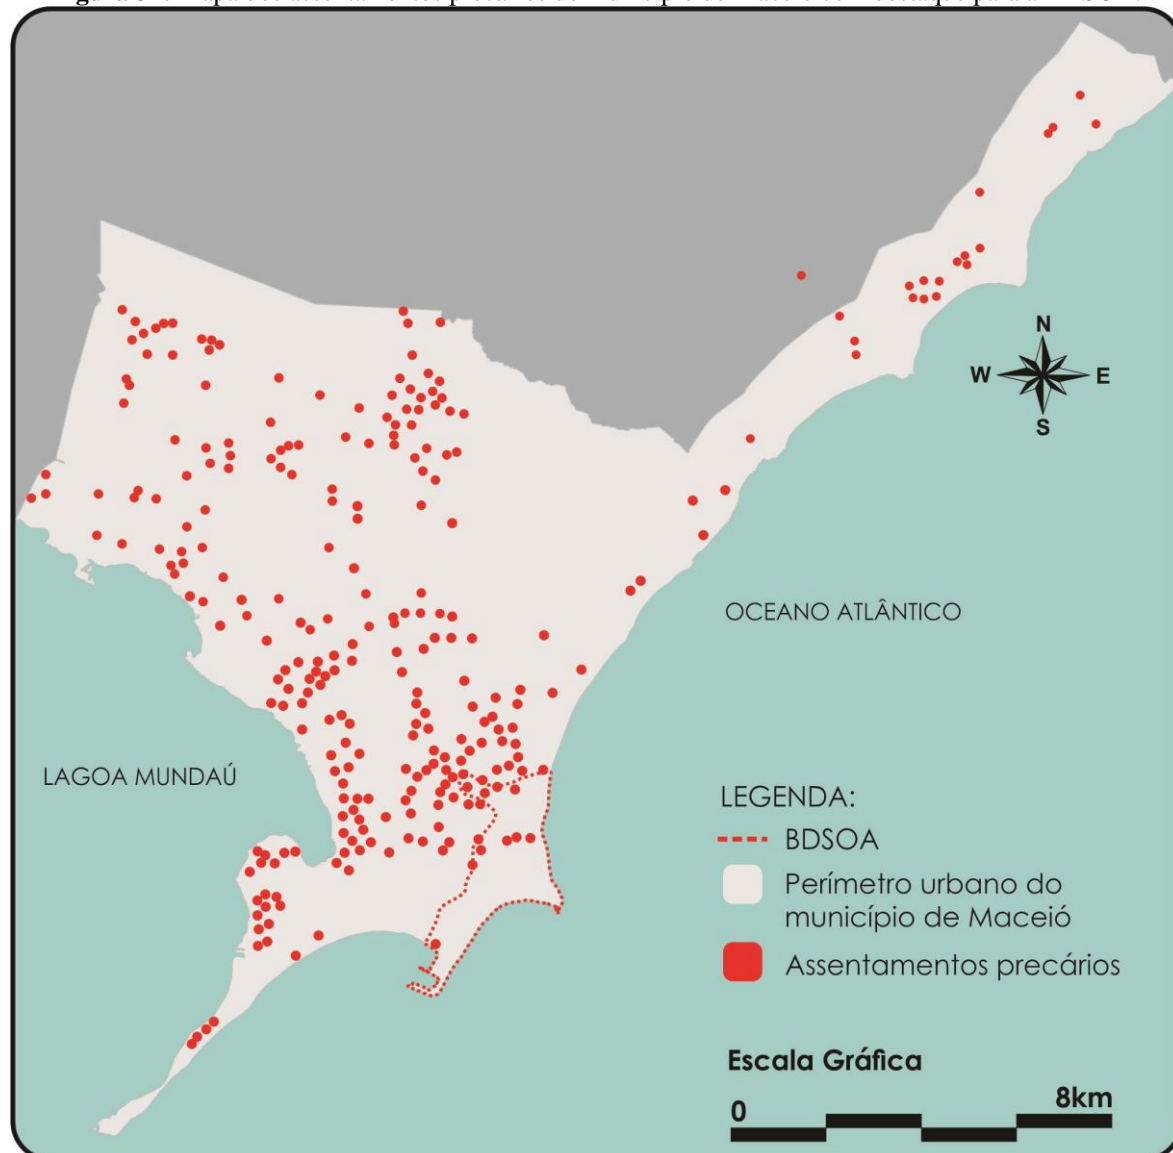 N
W E
S
OCEANO ATLÂNTICO
LAGOA MUNDAÚ
LEGENDA:
BDSOA
Perímetro urbano do
município de Maceió
Assentamentos precários
Escala Gráfica
0 8km